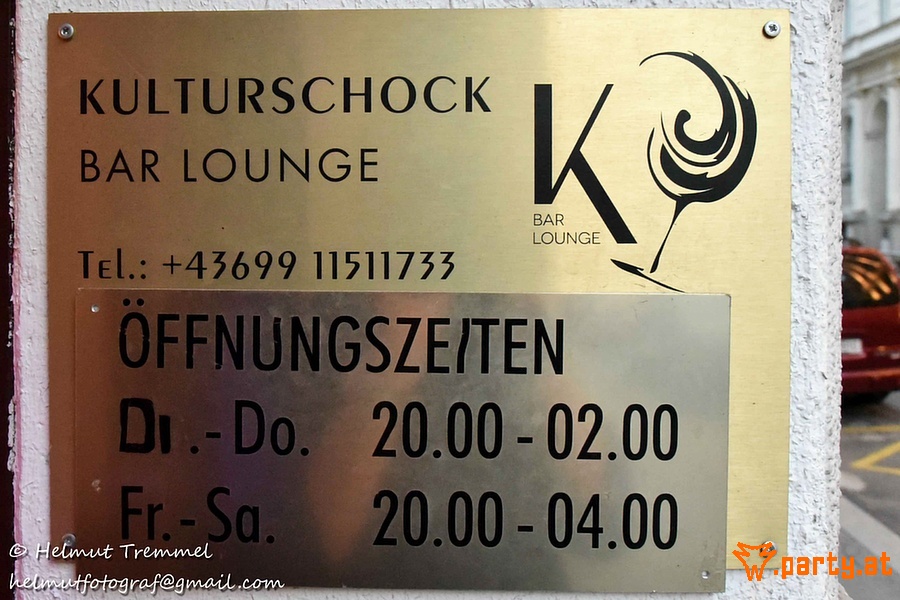 KULTURSCHOCK
BAR LOUNGE
K
BAR
LOUNGE
Tel.: +43699 11511733
ÖFFNUNGSZEITEN
Di.-Do. 20.00 - 02.00
Fr.-Sa. 20.00 - 04.00
© Helmut Tremmel
helmutfotograf@gmail.com
party.at